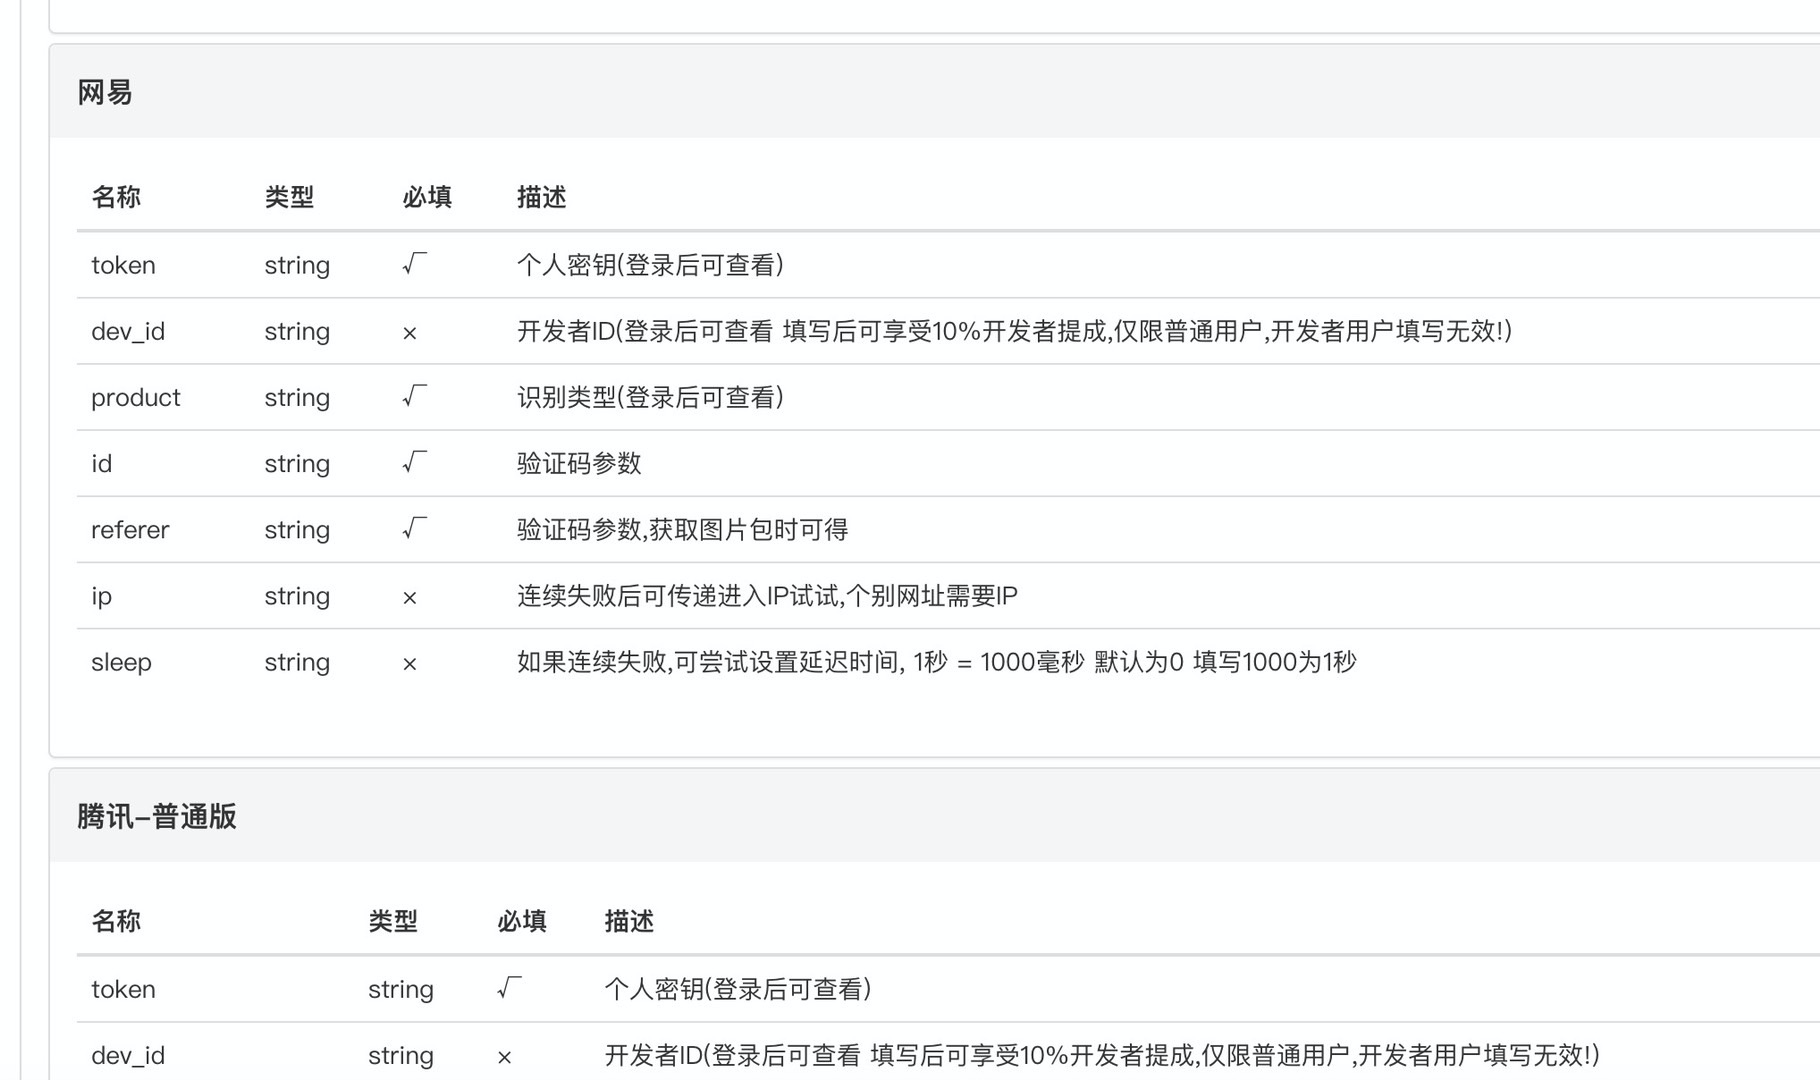 网易
名称 类型 必填 描述
token string √ 个人密钥(登录后可查看)
dev_id string × 开发者ID(登录后可查看 填写后可享受10%开发者提成,仅限普通用户,开发者用户填写无效!)
product string √ 识别类型(登录后可查看)
id string √ 验证码参数
referer string √ 验证码参数,获取图片包时可得
ip string × 连续失败后可传递进入IP试试,个别网址需要IP
sleep string × 如果连续失败,可尝试设置延迟时间, 1秒 = 1000毫秒 默认为0 填写1000为1秒
腾讯–普通版
名称 类型 必填 描述
token string √ 个人密钥(登录后可查看)
dev_id string × 开发者ID(登录后可查看 填写后可享受10%开发者提成,仅限普通用户,开发者用户填写无效!)